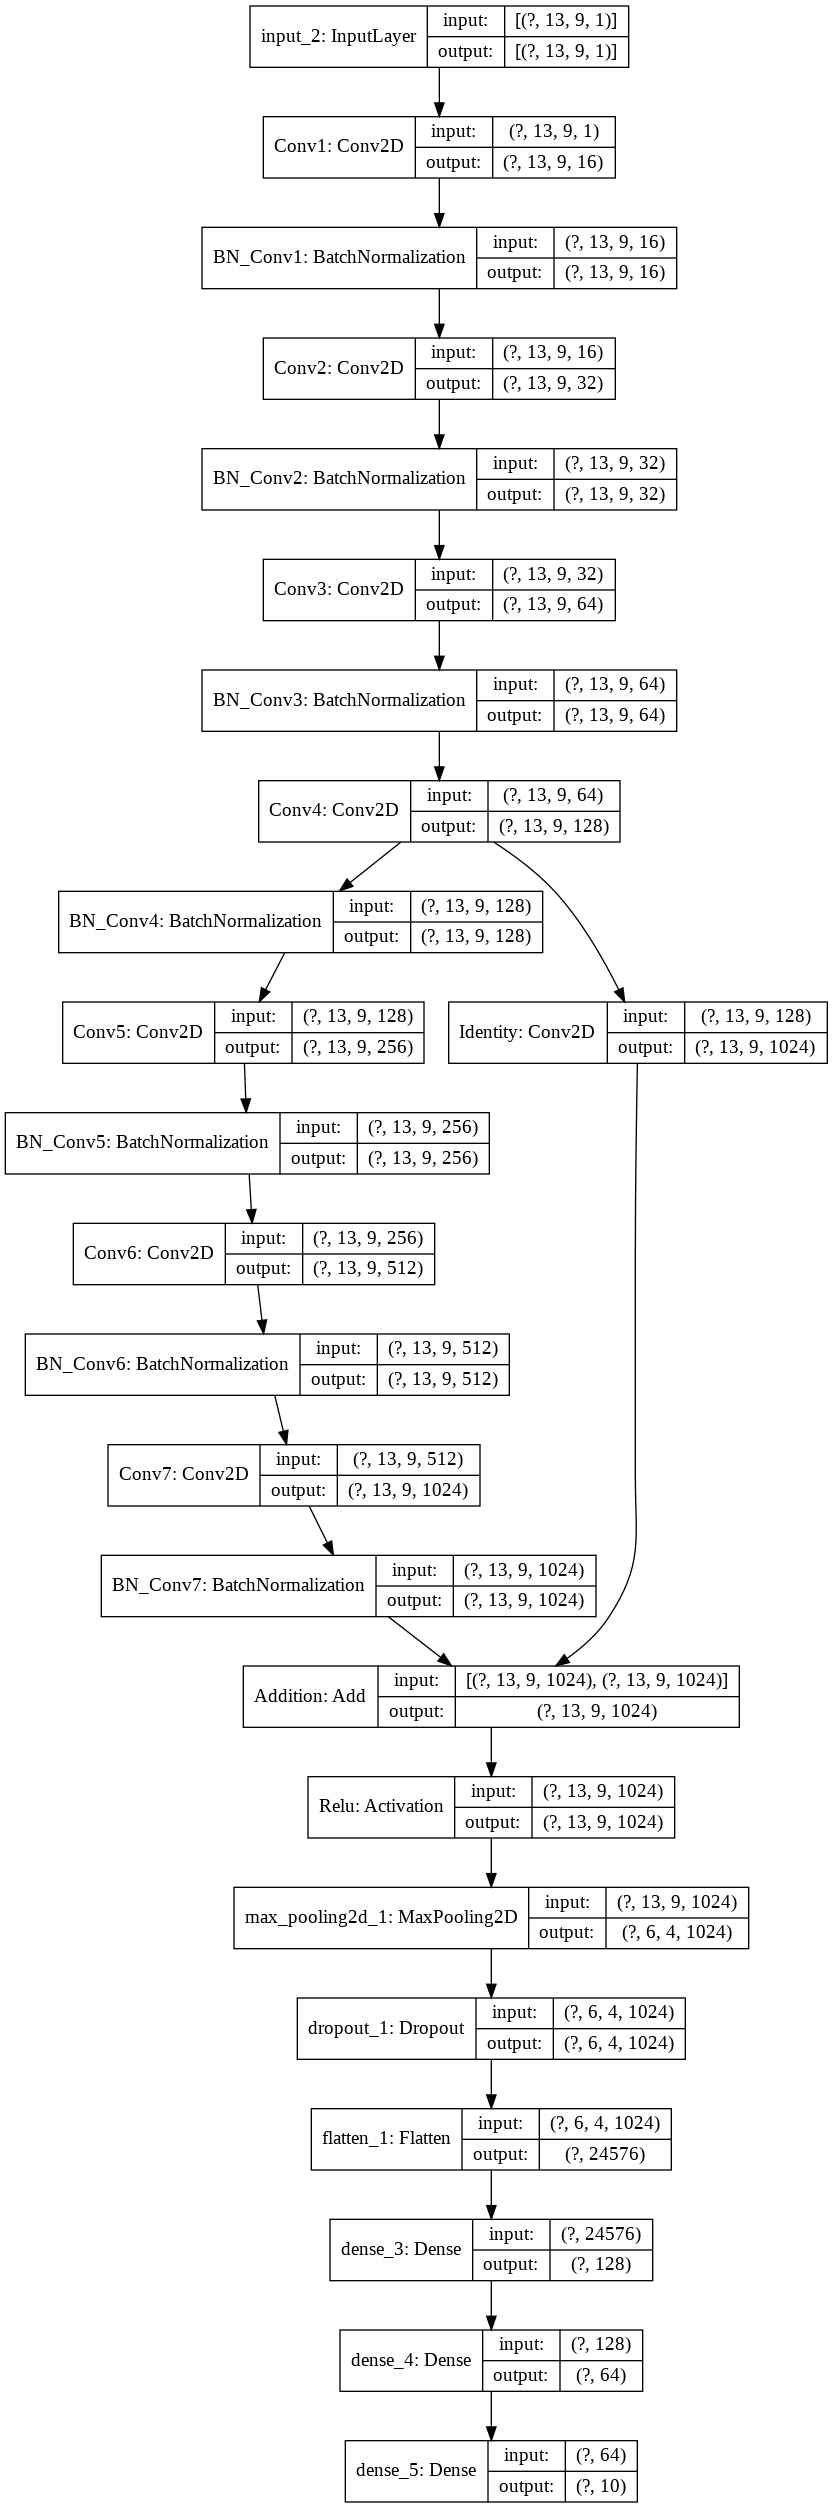 input_2: InputLayer
input: [(?, 13, 9, 1)]
output: [(?, 13, 9, 1)]
Conv1: Conv2D
input: (?, 13, 9, 1)
output: (?, 13, 9, 16)
BN_Conv1: BatchNormalization
input: (?, 13, 9, 16)
output: (?, 13, 9, 16)
Conv2: Conv2D
input: (?, 13, 9, 16)
output: (?, 13, 9, 32)
BN_Conv2: BatchNormalization
input: (?, 13, 9, 32)
output: (?, 13, 9, 32)
Conv3: Conv2D
input: (?, 13, 9, 32)
output: (?, 13, 9, 64)
BN_Conv3: BatchNormalization
input: (?, 13, 9, 64)
output: (?, 13, 9, 64)
Conv4: Conv2D
input: (?, 13, 9, 64)
output: (?, 13, 9, 128)
BN_Conv4: BatchNormalization
input: (?, 13, 9, 128)
output: (?, 13, 9, 128)
Conv5: Conv2D
input: (?, 13, 9, 128)
output: (?, 13, 9, 256)
Identity: Conv2D
input: (?, 13, 9, 128)
output: (?, 13, 9, 1024)
BN_Conv5: BatchNormalization
input: (?, 13, 9, 256)
output: (?, 13, 9, 256)
Conv6: Conv2D
input: (?, 13, 9, 256)
output: (?, 13, 9, 512)
BN_Conv6: BatchNormalization
input: (?, 13, 9, 512)
output: (?, 13, 9, 512)
Conv7: Conv2D
input: (?, 13, 9, 512)
output: (?, 13, 9, 1024)
BN_Conv7: BatchNormalization
input: (?, 13, 9, 1024)
output: (?, 13, 9, 1024)
Addition: Add
input: [(?, 13, 9, 1024), (?, 13, 9, 1024)]
output: (?, 13, 9, 1024)
Relu: Activation
input: (?, 13, 9, 1024)
output: (?, 13, 9, 1024)
max_pooling2d_1: MaxPooling2D
input: (?, 13, 9, 1024)
output: (?, 6, 4, 1024)
dropout_1: Dropout
input: (?, 6, 4, 1024)
output: (?, 6, 4, 1024)
flatten_1: Flatten
input: (?, 6, 4, 1024)
output: (?, 24576)
dense_3: Dense
input: (?, 24576)
output: (?, 128)
dense_4: Dense
input: (?, 128)
output: (?, 64)
dense_5: Dense
input: (?, 64)
output: (?, 10)